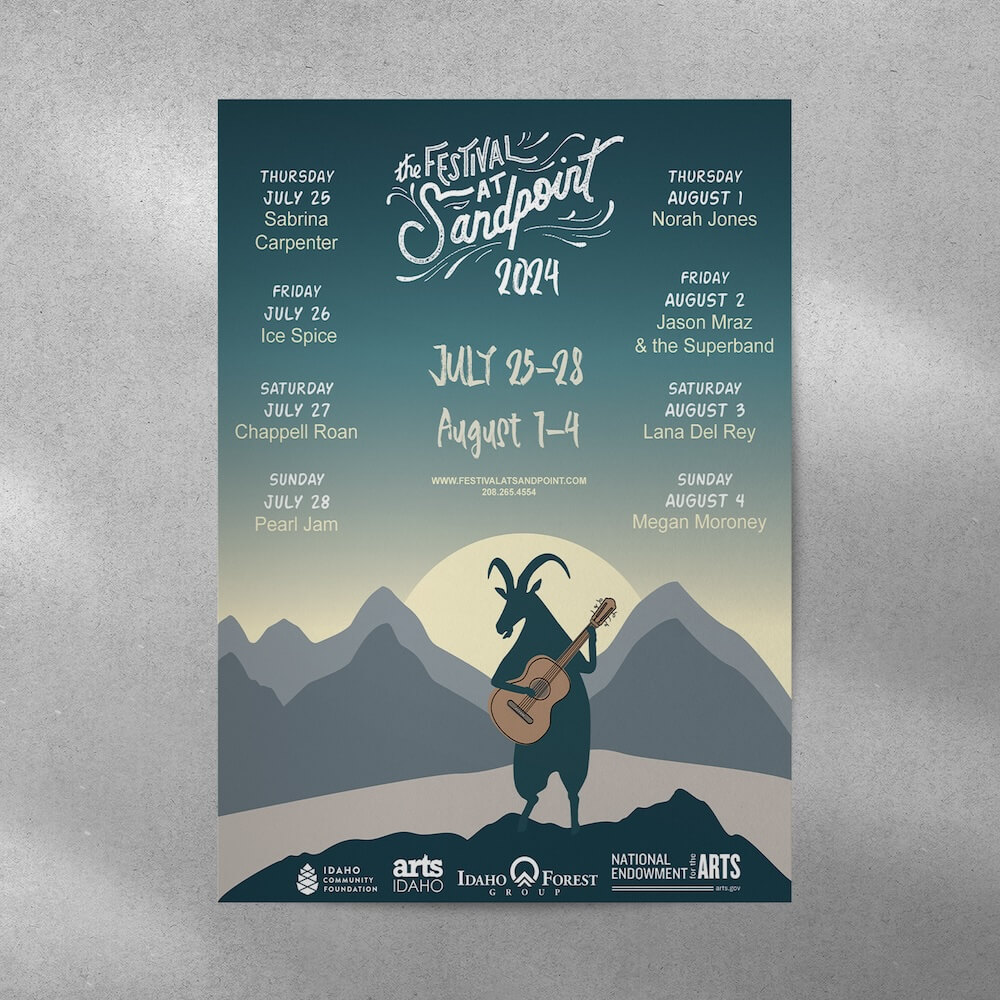 the FESTIVAL
AT
Sandpoint
2024
THURSDAY
JULY 25
Sabrina
Carpenter
FRIDAY
JULY 26
Ice Spice
SATURDAY
JULY 27
Chappell Roan
SUNDAY
JULY 28
Pearl Jam
JULY 25-28
August 1-4
WWW.FESTIVALATSANDPOINT.COM
208.265.4554
THURSDAY
AUGUST 1
Norah Jones
FRIDAY
AUGUST 2
Jason Mraz
& the Superband
SATURDAY
AUGUST 3
Lana Del Rey
SUNDAY
AUGUST 4
Megan Moroney
IDAHO
COMMUNITY
FOUNDATION
arts
IDAHO
IDAHO FOREST
GROUP
NATIONAL
ENDOWMENT for the ARTS
arts.gov